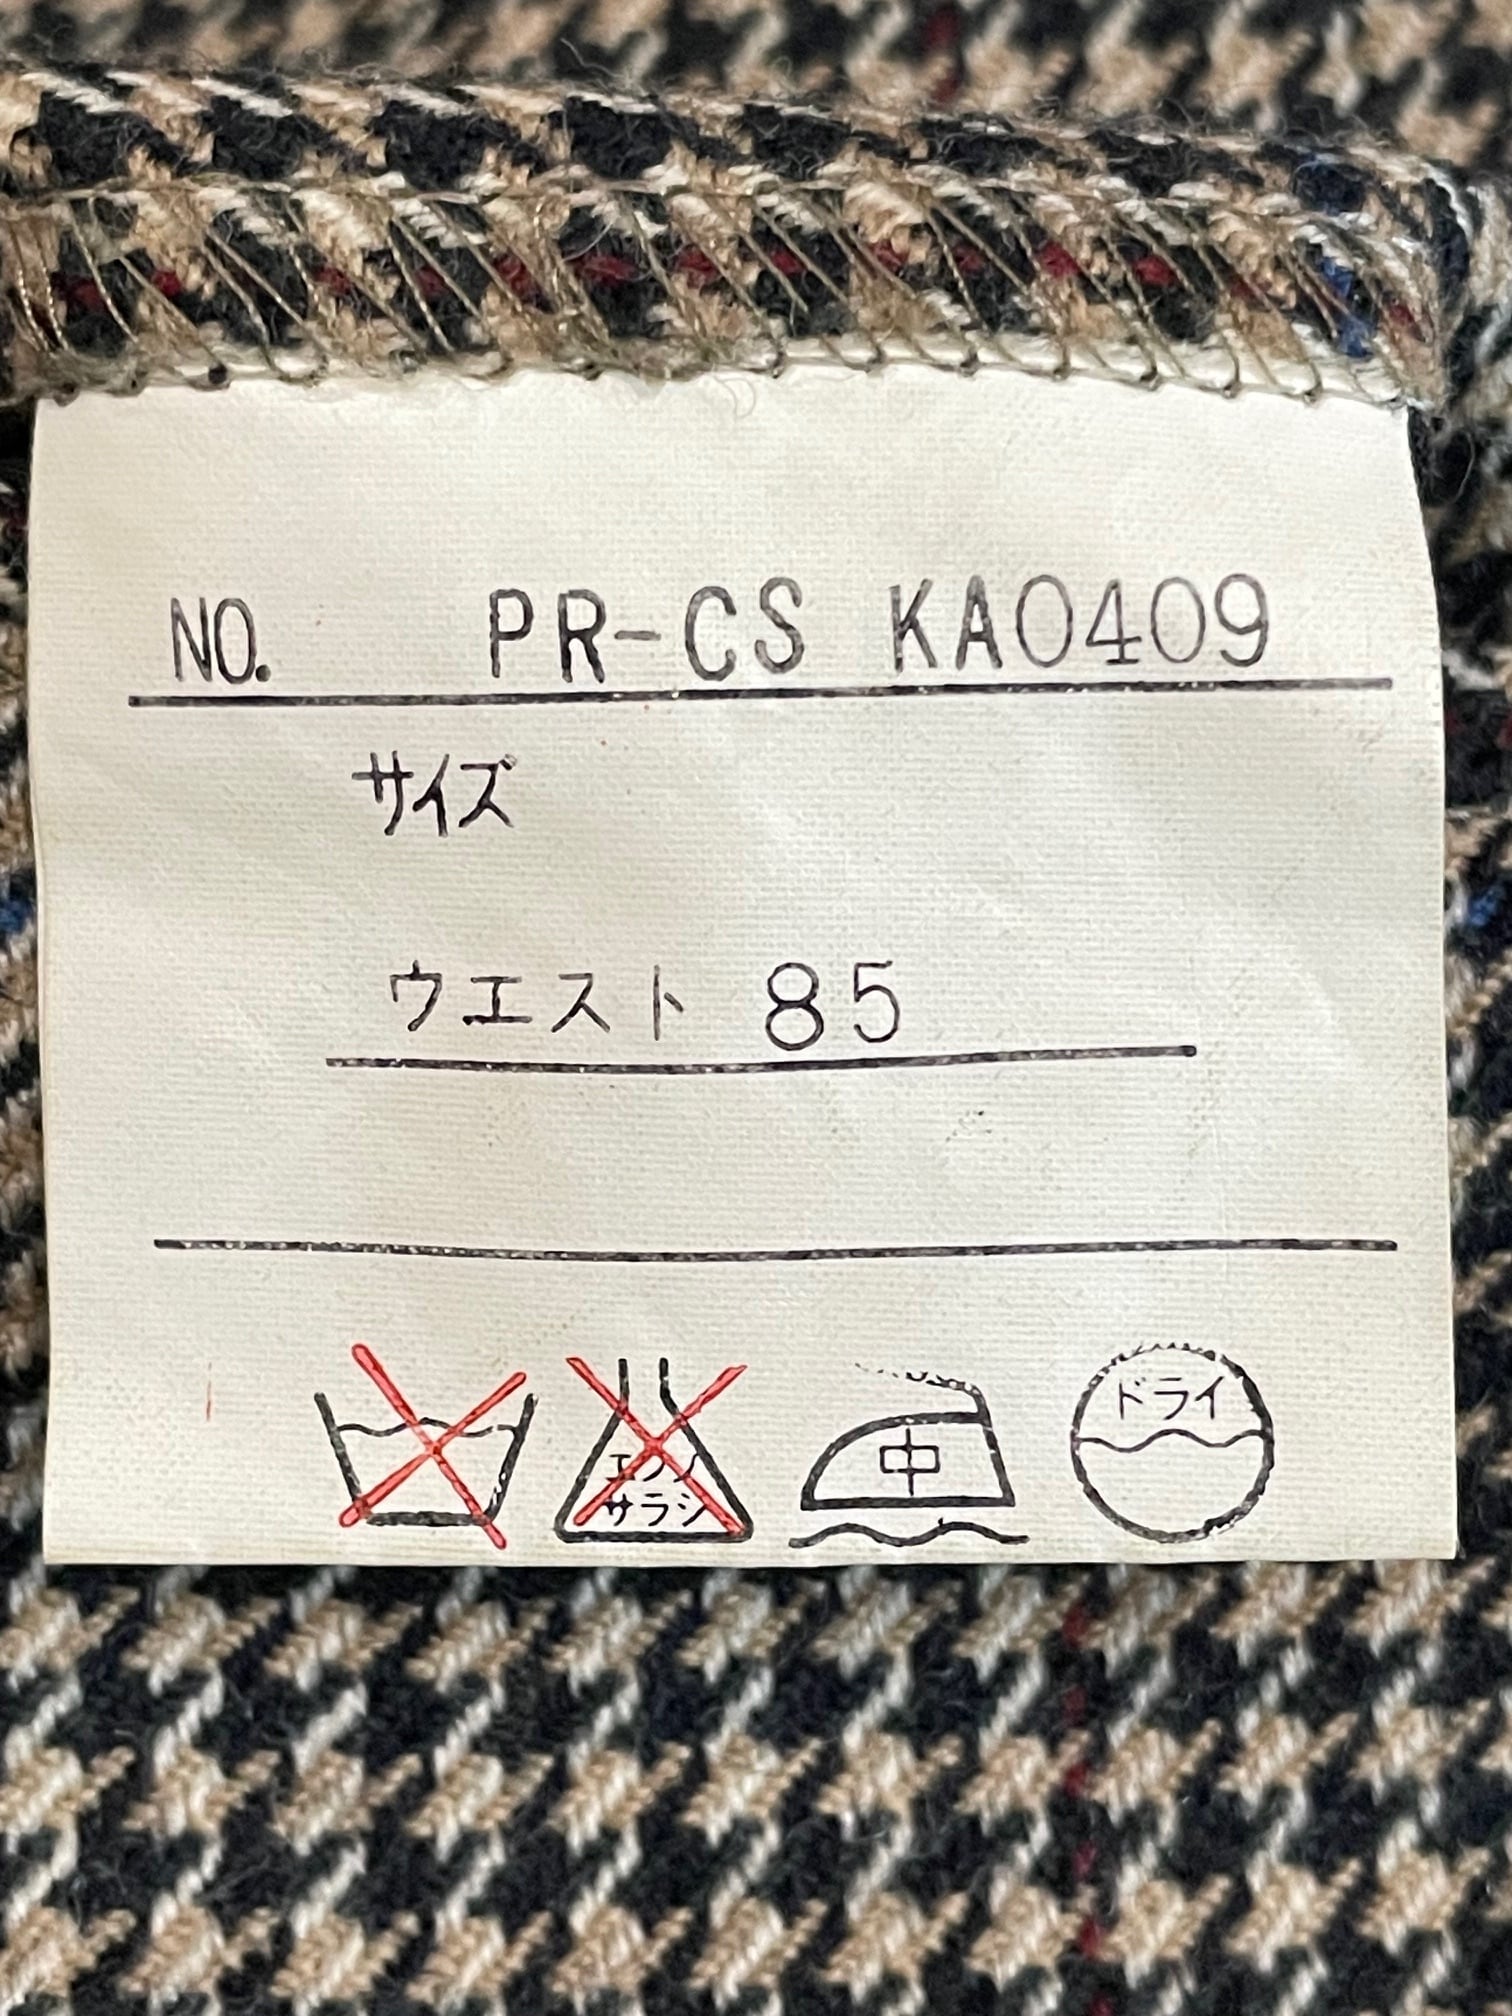 NO. PR-CS KA0409
サイズ
ウエスト 85
エンソ
サラシ
中
ドライ